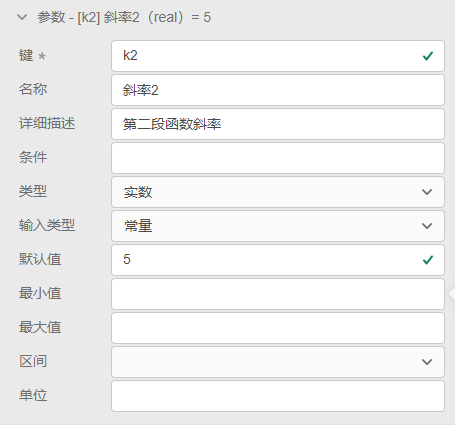 参数 - [k2] 斜率2（real）= 5
键 *
k2
名称
斜率2
详细描述
第二段函数斜率
条件
类型
实数
输入类型
常量
默认值
5
最小值
最大值
区间
单位